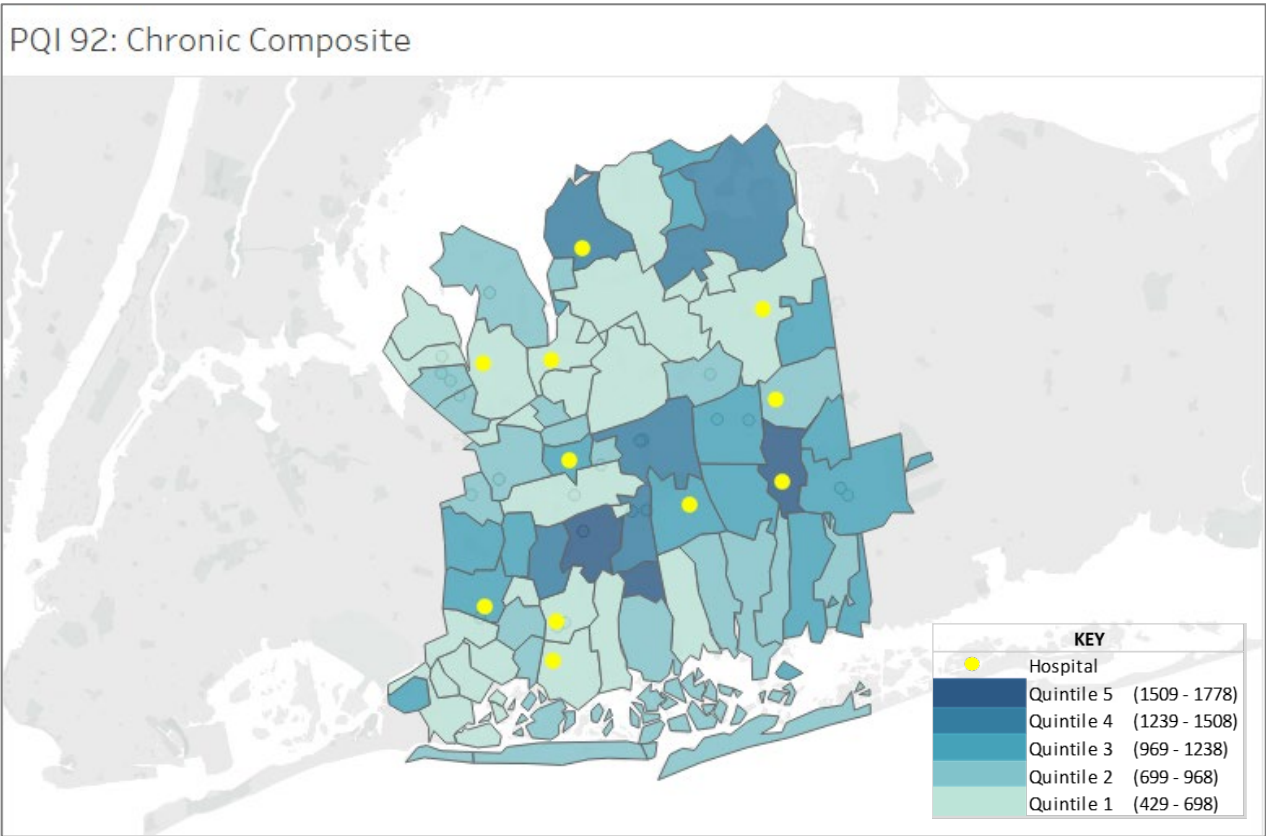 PQI 92: Chronic Composite
KEY
Hospital
Quintile 5 (1509 - 1778)
Quintile 4 (1239 - 1508)
Quintile 3 (969 - 1238)
Quintile 2 (699 - 968)
Quintile 1 (429 - 698)